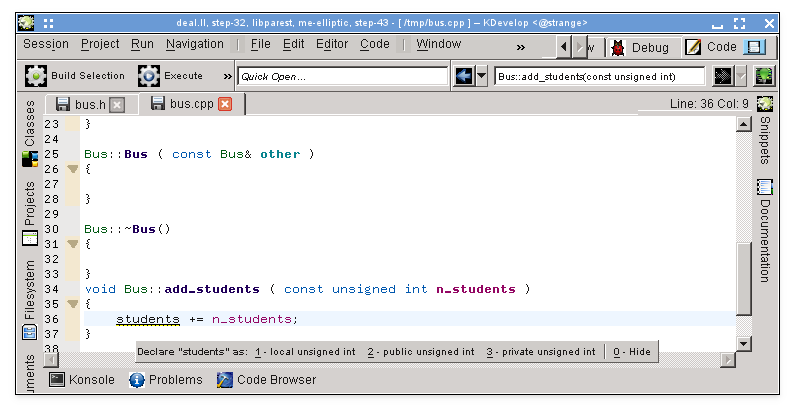 deal.II, step-32, libparest, me-elliptic, step-43 - [ /tmp/bus.cpp ] – KDevelop <@strange>
Session Project Run Navigation File Edit Editor Code Window » w Debug Code
Build Selection Execute » Quick Open... Bus::add_students(const unsigned int)
bus.h bus.cpp Line: 36 Col: 9
Classes
Projects
Filesystem
uments
23 }
24
25 Bus::Bus ( const Bus& other )
26 {
27
28 }
29
30 Bus::~Bus()
31 {
32
33 }
34 void Bus::add_students ( const unsigned int n_students )
35 {
36 students += n_students;
37 }
38
Declare "students" as: 1 - local unsigned int 2 - public unsigned int 3 - private unsigned int 0 - Hide
Snippets
Documentation
Konsole Problems Code Browser